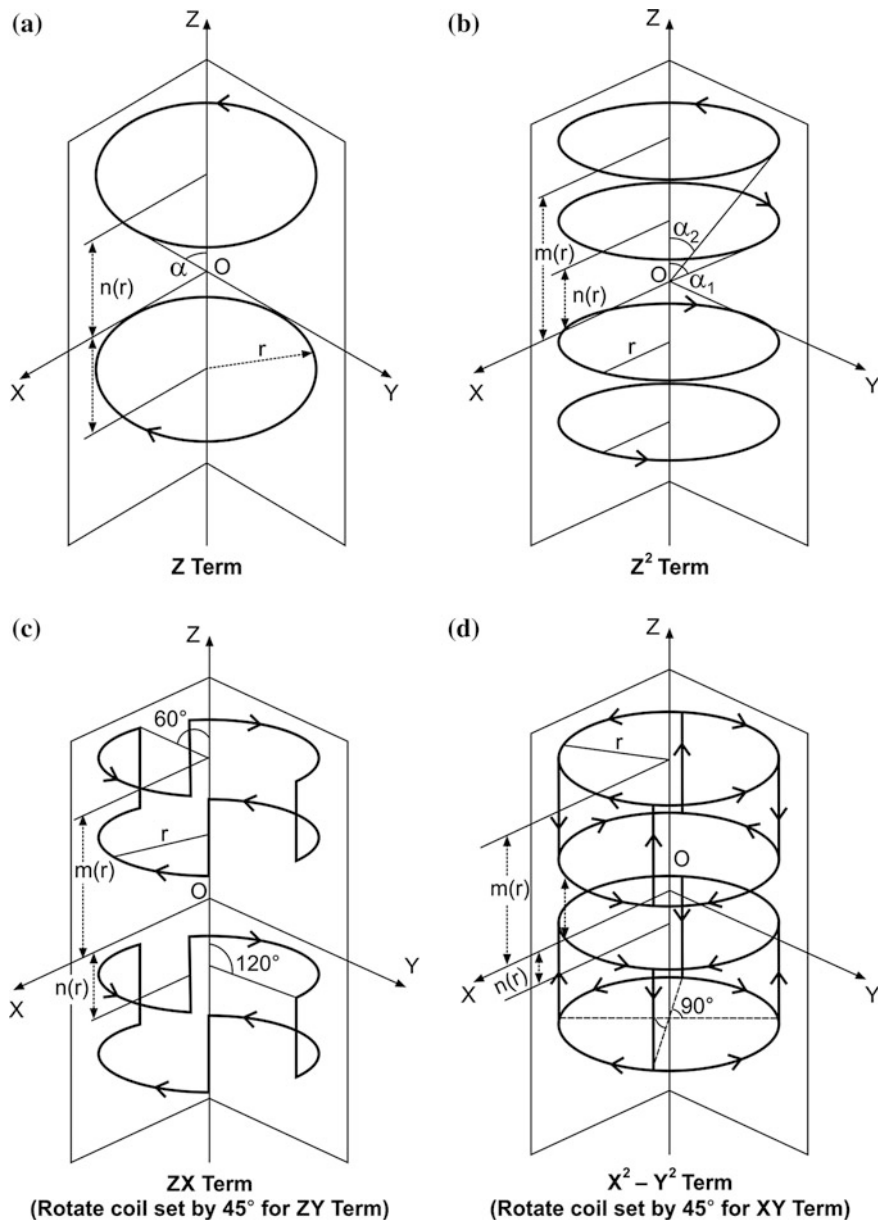 (a)
Z
α
O
n(r)
r
X
Y
Z Term
(b)
Z
α₂
m(r)
O
α₁
n(r)
r
X
Y
Z² Term
(c)
Z
60°
r
m(r)
O
120°
n(r)
X
Y
ZX Term
(Rotate coil set by 45° for ZY Term)
(d)
Z
r
O
m(r)
X
n(r)
Y
90°
X² – Y² Term
(Rotate coil set by 45° for XY Term)